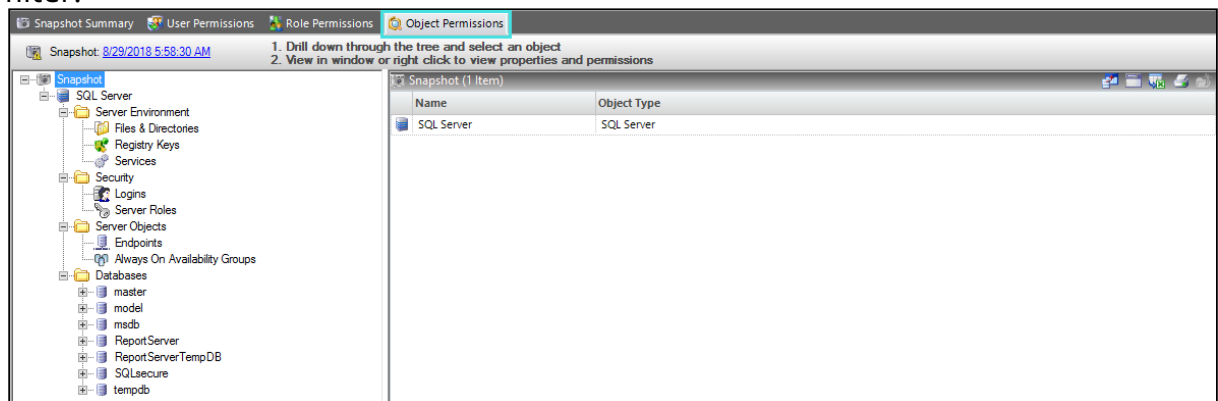 Snapshot Summary User Permissions Role Permissions Object Permissions
Snapshot: 8/29/2018 5:58:30 AM
1. Drill down through the tree and select an object
2. View in window or right click to view properties and permissions
Snapshot
SQL Server
Server Environment
Files & Directories
Registry Keys
Services
Security
Logins
Server Roles
Server Objects
Endpoints
Always On Availability Groups
Databases
master
model
msdb
ReportServer
ReportServerTempDB
SQLsecure
tempdb
Snapshot (1 Item)
Name Object Type
SQL Server SQL Server